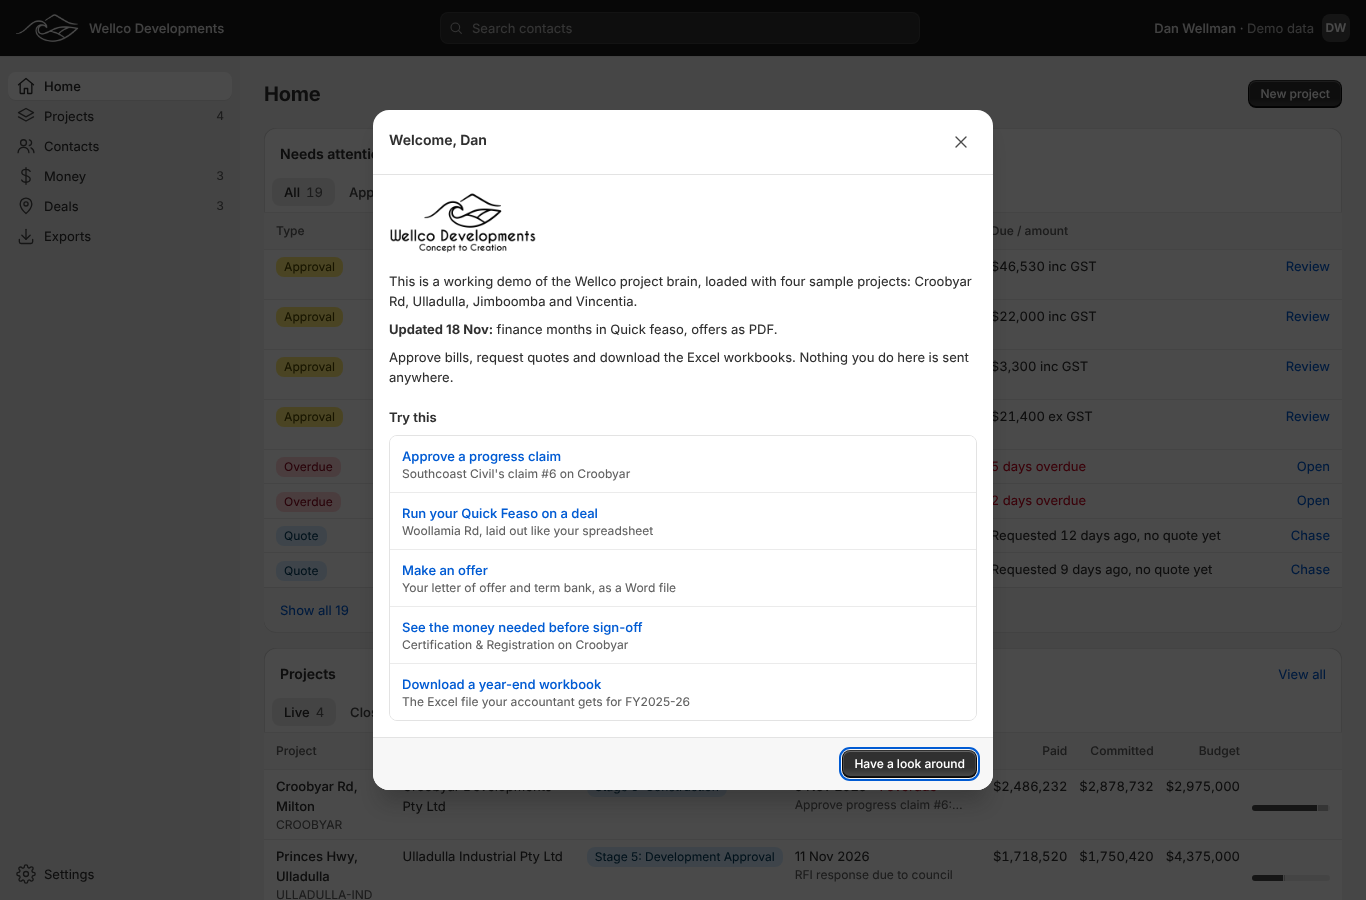 Wellco Developments
Search contacts
Dan Wellman · Demo data
DW
Home
Projects 4
Contacts
Money 3
Deals 3
Exports
Settings
Home
New project
Needs attenti
All 19
App
Type
Due / amount
Approval
$46,530 inc GST
Review
Approval
$22,000 inc GST
Review
Approval
$3,300 inc GST
Review
Approval
$21,400 ex GST
Review
Overdue
5 days overdue
Open
Overdue
2 days overdue
Open
Quote
Requested 12 days ago, no quote yet
Chase
Quote
Requested 9 days ago, no quote yet
Chase
Show all 19
Welcome, Dan
Wellco Developments
Concept to Creation
This is a working demo of the Wellco project brain, loaded with four sample projects: Croobyar
Rd, Ulladulla, Jimboomba and Vincentia.
Updated 18 Nov: finance months in Quick feaso, offers as PDF.
Approve bills, request quotes and download the Excel workbooks. Nothing you do here is sent
anywhere.
Try this
Approve a progress claim
Southcoast Civil's claim #6 on Croobyar
Run your Quick Feaso on a deal
Woollamia Rd, laid out like your spreadsheet
Make an offer
Your letter of offer and term bank, as a Word file
See the money needed before sign-off
Certification & Registration on Croobyar
Download a year-end workbook
The Excel file your accountant gets for FY2025-26
Have a look around
Projects
View all
Live 4
Clos
Project
Paid
Committed
Budget
Croobyar Rd,
Milton
CROOBYAR
Pty Ltd
Approve progress claim #6:...
$2,486,232
$2,878,732
$2,975,000
Princes Hwy,
Ulladulla
ULLADULLA-IND
Ulladulla Industrial Pty Ltd
Stage 5: Development Approval
11 Nov 2026
RFI response due to council
$1,718,520
$1,750,420
$4,375,000